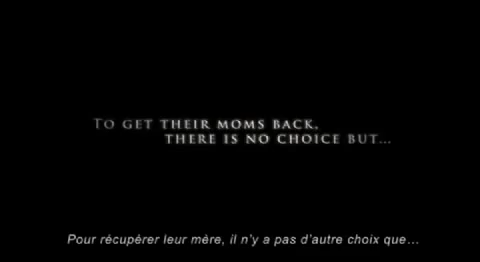 TO GET THEIR MOMS BACK,
THERE IS NO CHOICE BUT...
Pour récupérer leur mère, il n'y a pas d'autre choix que...